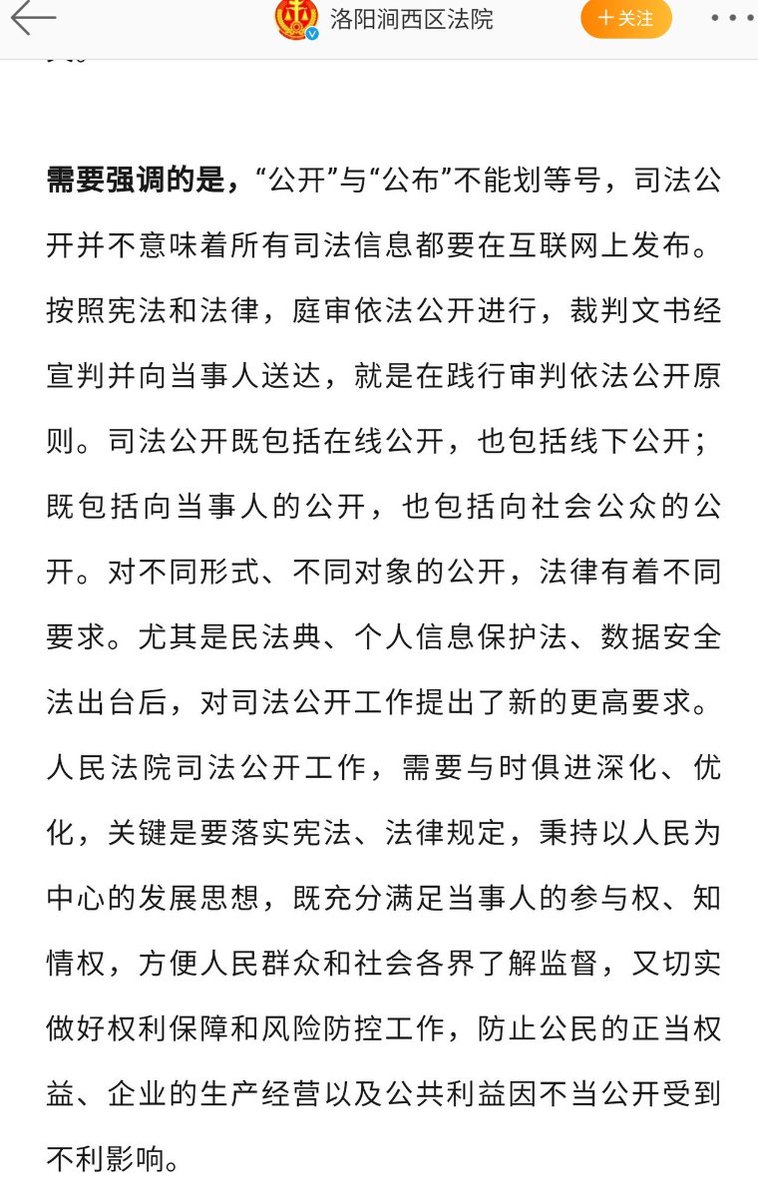 洛阳涧西区法院
＋关注
需要强调的是，“公开”与“公布”不能划等号，司法公
开并不意味着所有司法信息都要在互联网上发布。
按照宪法和法律，庭审依法公开进行，裁判文书经
宣判并向当事人送达，就是在践行审判依法公开原
则。司法公开既包括在线公开，也包括线下公开；
既包括向当事人的公开，也包括向社会公众的公
开。对不同形式、不同对象的公开，法律有着不同
要求。尤其是民法典、个人信息保护法、数据安全
法出台后，对司法公开工作提出了新的更高要求。
人民法院司法公开工作，需要与时俱进深化、优
化，关键是要落实宪法、法律规定，秉持以人民为
中心的发展思想，既充分满足当事人的参与权、知
情权，方便人民群众和社会各界了解监督，又切实
做好权利保障和风险防控工作，防止公民的正当权
益、企业的生产经营以及公共利益因不当公开受到
不利影响。